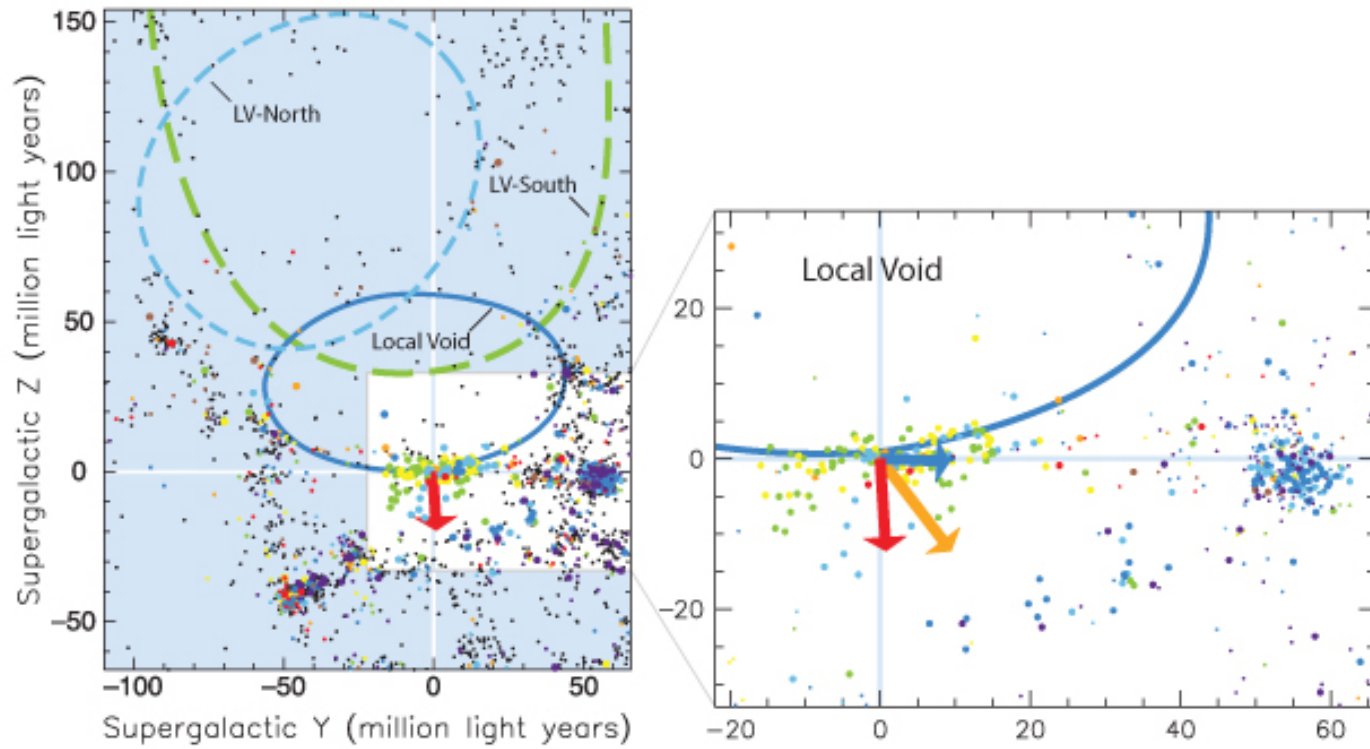 150
100
50
0
−50
Supergalactic Z (million light years)
LV-North
LV-South
Local Void
−100
−50
0
50
Supergalactic Y (million light years)
Local Void
20
0
−20
−20
0
20
40
60